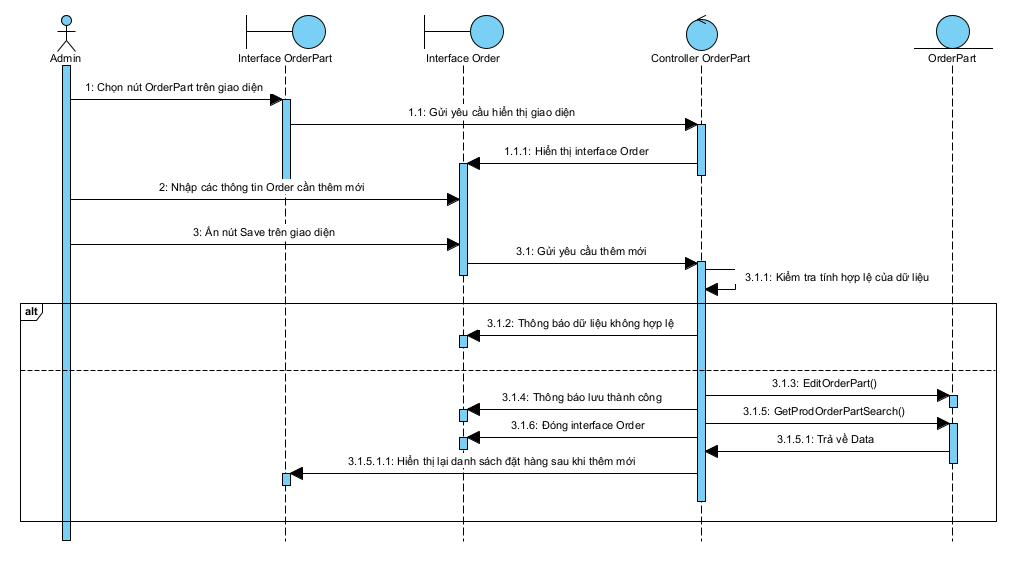 Admin
Interface OrderPart
Interface Order
Controller OrderPart
OrderPart
1: Chọn nút OrderPart trên giao diện
1.1: Gửi yêu cầu hiển thị giao diện
1.1.1: Hiển thị interface Order
2: Nhập các thông tin Order cần thêm mới
3: Ấn nút Save trên giao diện
3.1: Gửi yêu cầu thêm mới
3.1.1: Kiểm tra tính hợp lệ của dữ liệu
alt
3.1.2: Thông báo dữ liệu không hợp lệ
3.1.3: EditOrderPart()
3.1.4: Thông báo lưu thành công
3.1.5: GetProdOrderPartSearch()
3.1.6: Đóng interface Order
3.1.5.1: Trả về Data
3.1.5.1.1: Hiển thị lại danh sách đặt hàng sau khi thêm mới